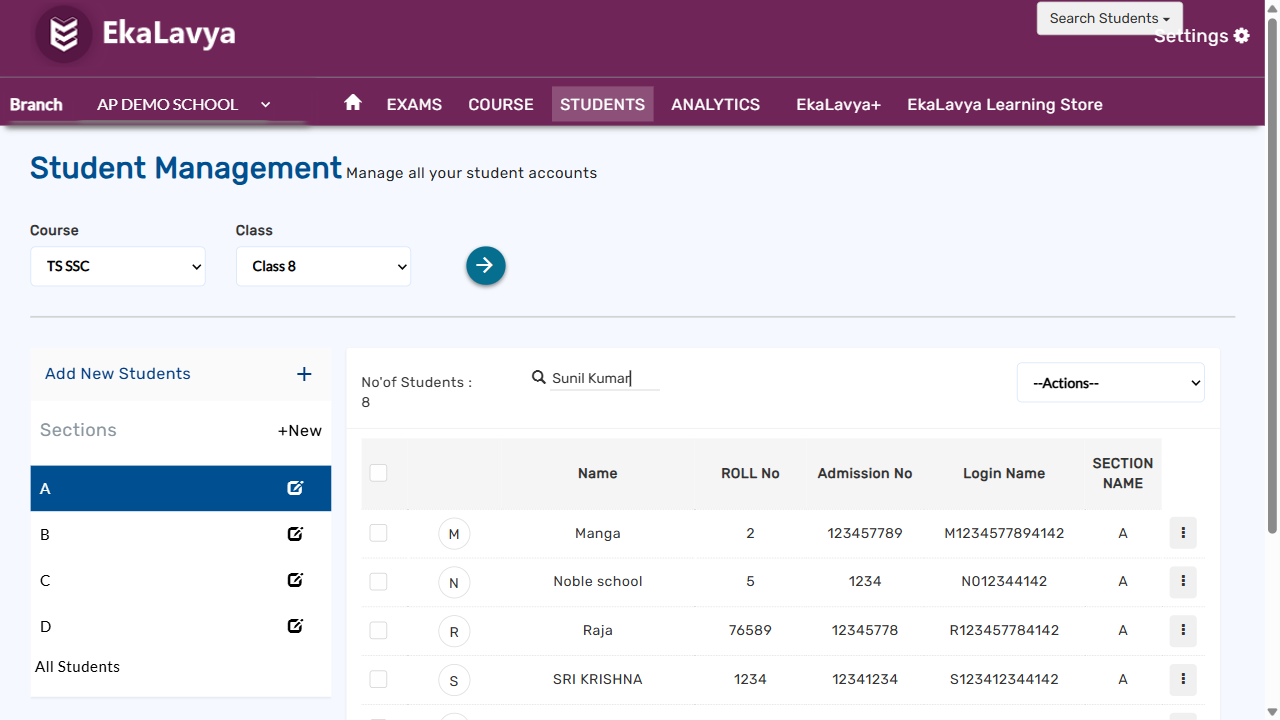 EkaLavya
Search Students
Settings
Branch AP DEMO SCHOOL EXAMS COURSE STUDENTS ANALYTICS EkaLavya+ EkaLavya Learning Store
Student Management Manage all your student accounts
Course Class
TS SSC Class 8
Add New Students +
Sections +New
A
B
C
D
All Students
No'of Students :
8
Sunil Kumar
--Actions--
Name ROLL No Admission No Login Name SECTION NAME
M Manga 2 123457789 M1234577894142 A
N Noble school 5 1234 N012344142 A
R Raja 76589 12345778 R123457784142 A
S SRI KRISHNA 1234 12341234 S123412344142 A